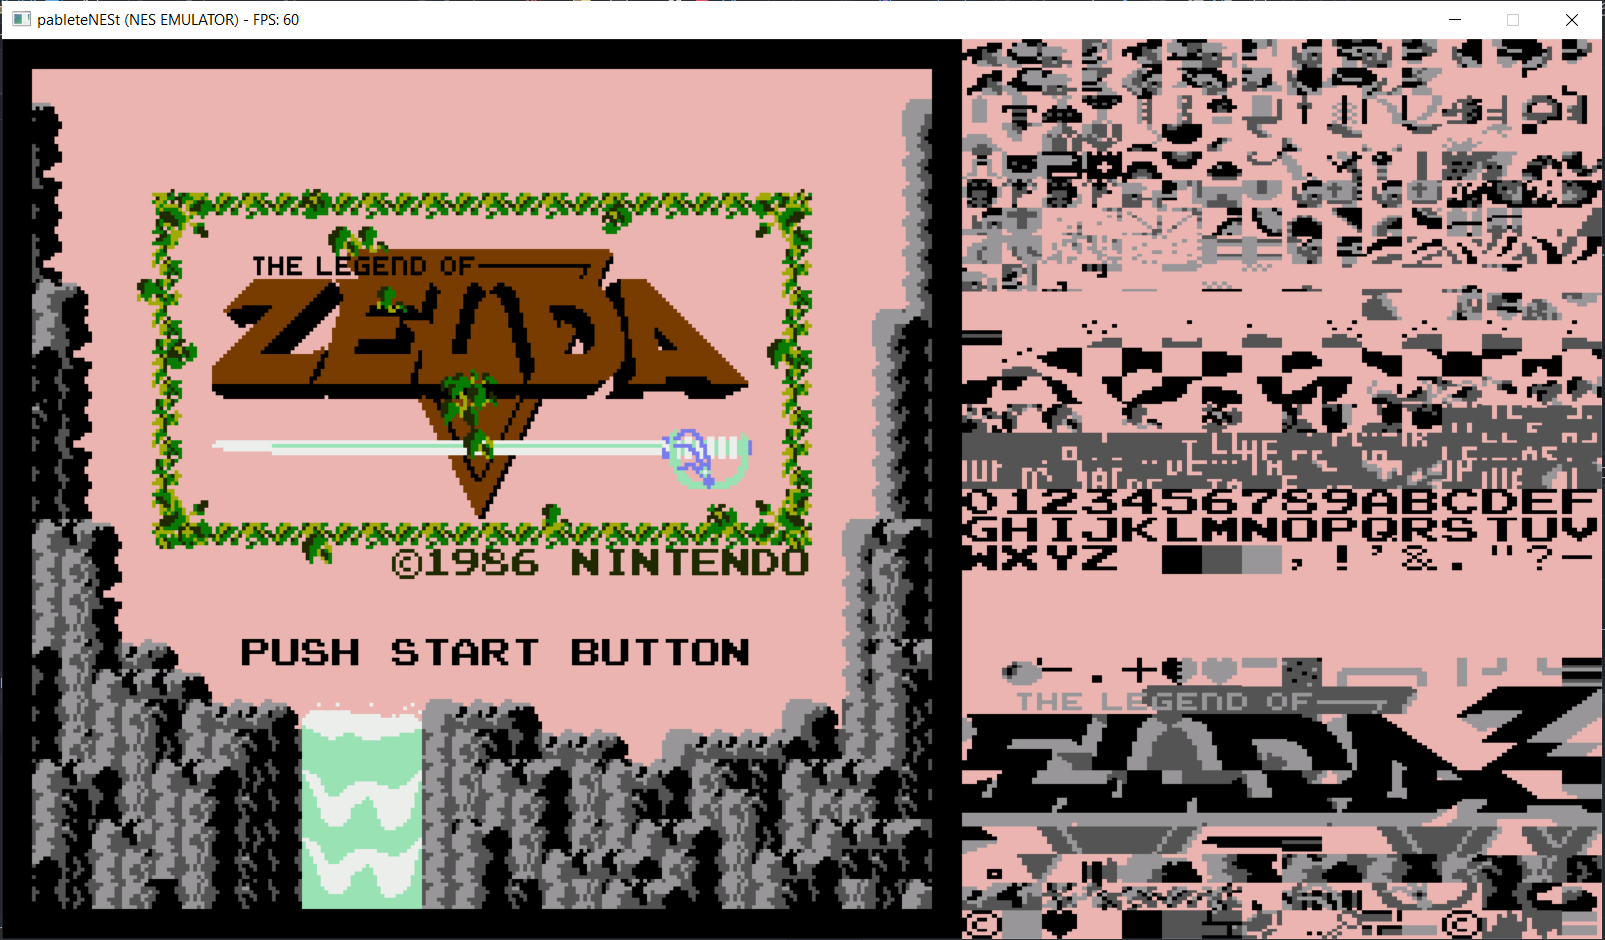 pableteNESt (NES EMULATOR) - FPS: 60
THE LEGEND OF
ZELDA
©1986 NINTENDO
PUSH START BUTTON
0123456789ABCDEF
GHIJKLMNOPQRSTUV
WXYZ , ! ' & . " ? -
THE LEGEND OF
© ©